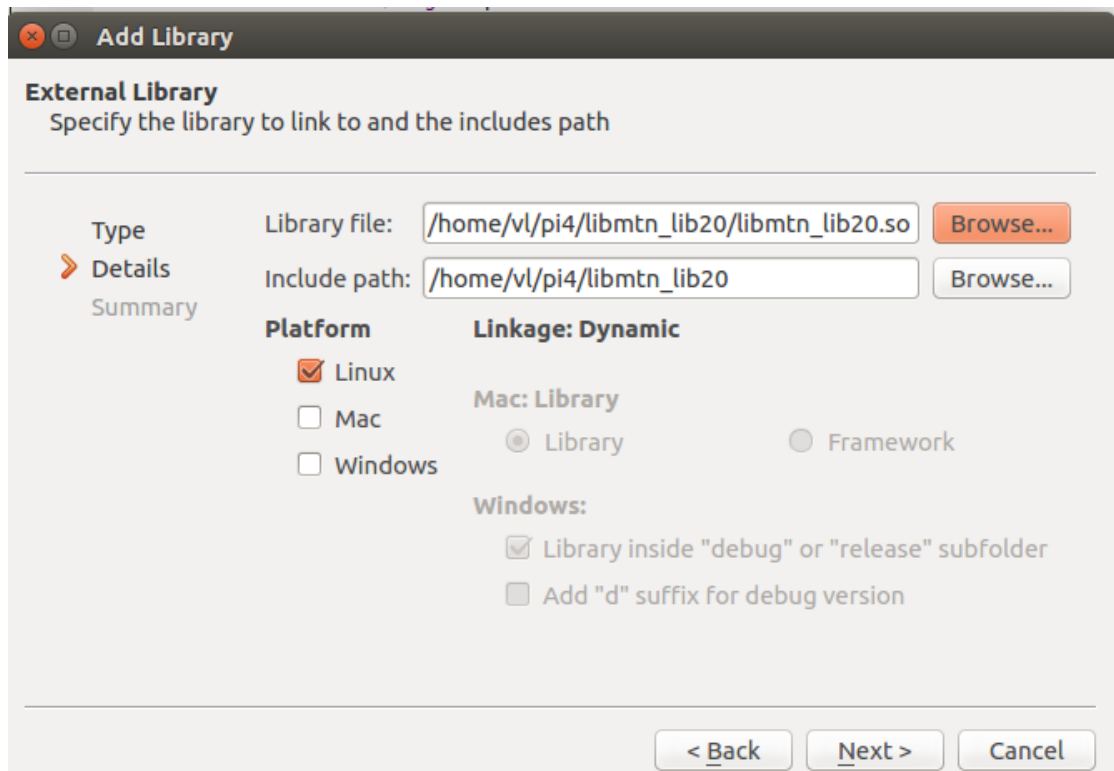 Add Library
External Library
Specify the library to link to and the includes path
Type
Details
Summary
Library file: /home/vl/pi4/libmtn_lib20/libmtn_lib20.so Browse...
Include path: /home/vl/pi4/libmtn_lib20 Browse...
Platform Linkage: Dynamic
Linux
Mac
Windows
Mac: Library
Library Framework
Windows:
Library inside "debug" or "release" subfolder
Add "d" suffix for debug version
< Back Next > Cancel